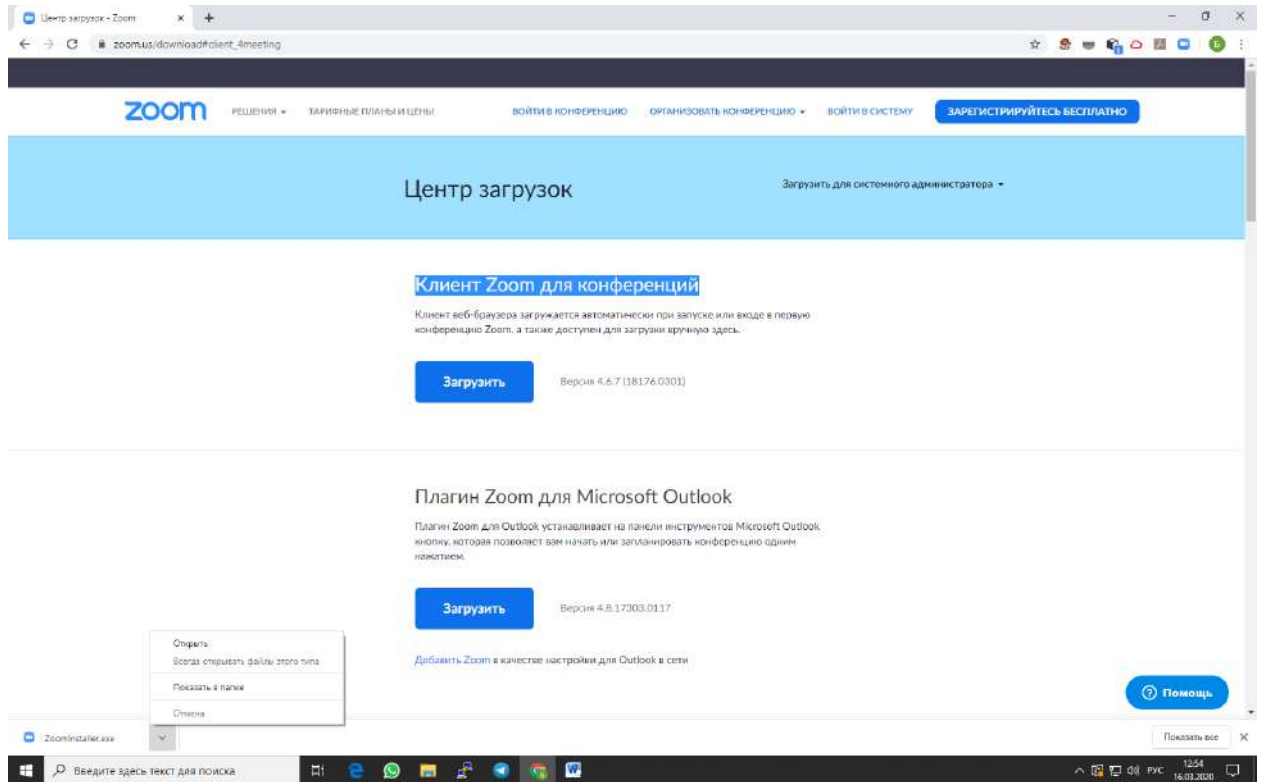 Центр загрузок - Zoom
zoom.us/download#client_4meeting
Б
zoom
РЕШЕНИЯ
ТАРИФНЫЕ ПЛАНЫ И ЦЕНЫ
ВОЙТИ В КОНФЕРЕНЦИЮ
ОРГАНИЗОВАТЬ КОНФЕРЕНЦИЮ
ВОЙТИ В СИСТЕМУ
ЗАРЕГИСТРИРУЙТЕСЬ БЕСПЛАТНО
Центр загрузок
Загрузить для системного администратора
Клиент Zoom для конференций
Клиент веб-браузера загружается автоматически при запуске или входе в первую
конференцию Zoom, а также доступен для загрузки вручную здесь.
Загрузить
Версия 4.6.7 (18176.0301)
Плагин Zoom для Microsoft Outlook
Плагин Zoom для Outlook устанавливает на панели инструментов Microsoft Outlook
кнопку, которая позволяет вам начать или запланировать конференцию одним
нажатием.
Загрузить
Версия 4.8.17303.0117
Добавить Zoom в качестве настройки для Outlook в сети
Открыть
Всегда открывать файлы этого типа
Показать в папке
Отмена
Помощь
ZoomInstaller.exe
Показать все
Введите здесь текст для поиска
РУС
12:54
16.03.2020